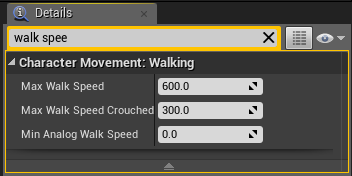 Details
walk spee
Character Movement: Walking
Max Walk Speed 600.0
Max Walk Speed Crouched 300.0
Min Analog Walk Speed 0.0